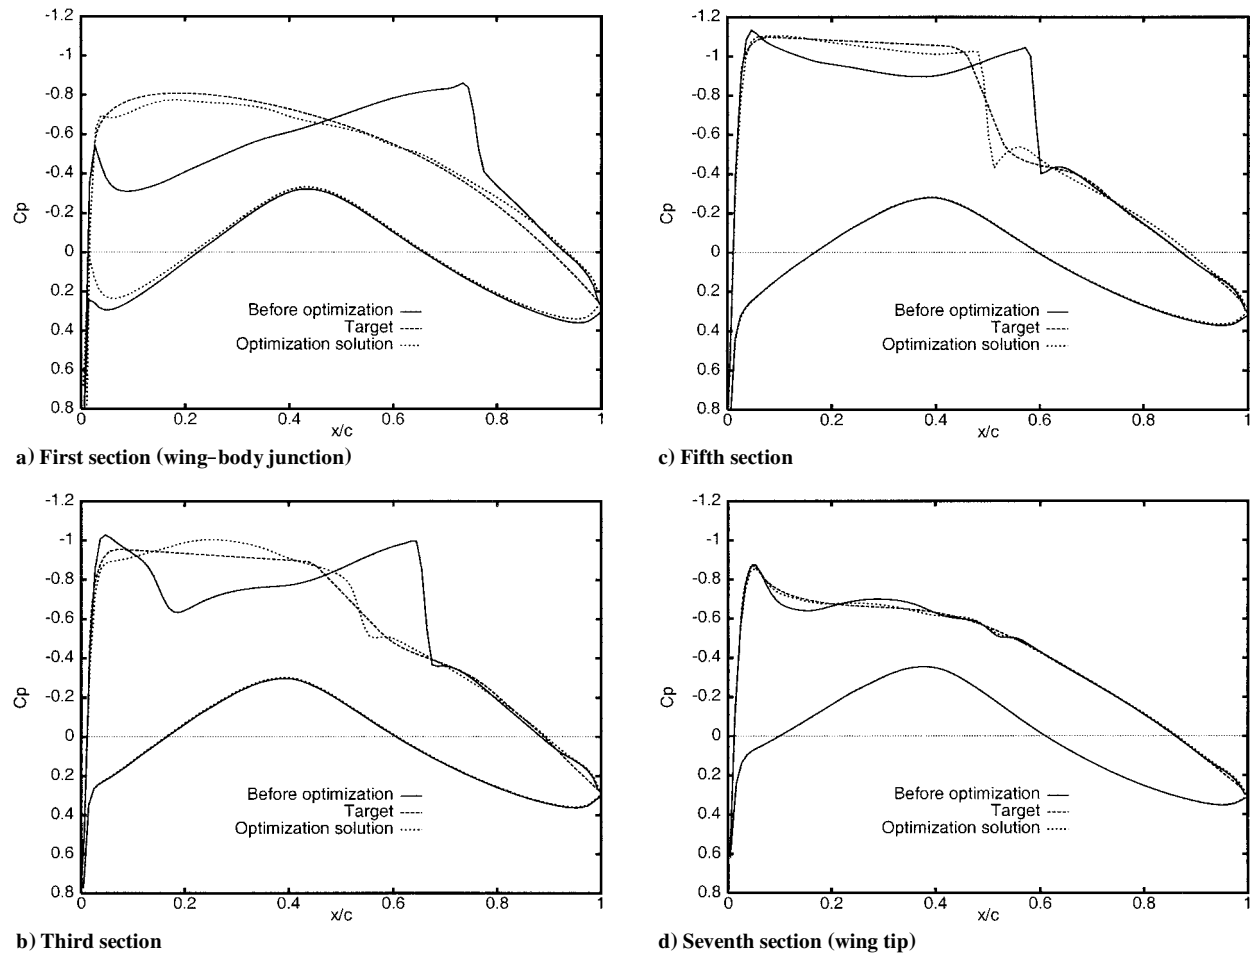 -1.2
-1
-0.8
-0.6
-0.4
-0.2
0
0.2
0.4
0.6
0.8
Cp
Before optimization
Target
Optimization solution
0 0.2 0.4 0.6 0.8 1
x/c
a) First section (wing-body junction)
-1.2
-1
-0.8
-0.6
-0.4
-0.2
0
0.2
0.4
0.6
0.8
Cp
Before optimization
Target
Optimization solution
0 0.2 0.4 0.6 0.8 1
x/c
c) Fifth section
-1.2
-1
-0.8
-0.6
-0.4
-0.2
0
0.2
0.4
0.6
0.8
Cp
Before optimization
Target
Optimization solution
0 0.2 0.4 0.6 0.8 1
x/c
b) Third section
-1.2
-1
-0.8
-0.6
-0.4
-0.2
0
0.2
0.4
0.6
0.8
Cp
Before optimization
Target
Optimization solution
0 0.2 0.4 0.6 0.8 1
x/c
d) Seventh section (wing tip)